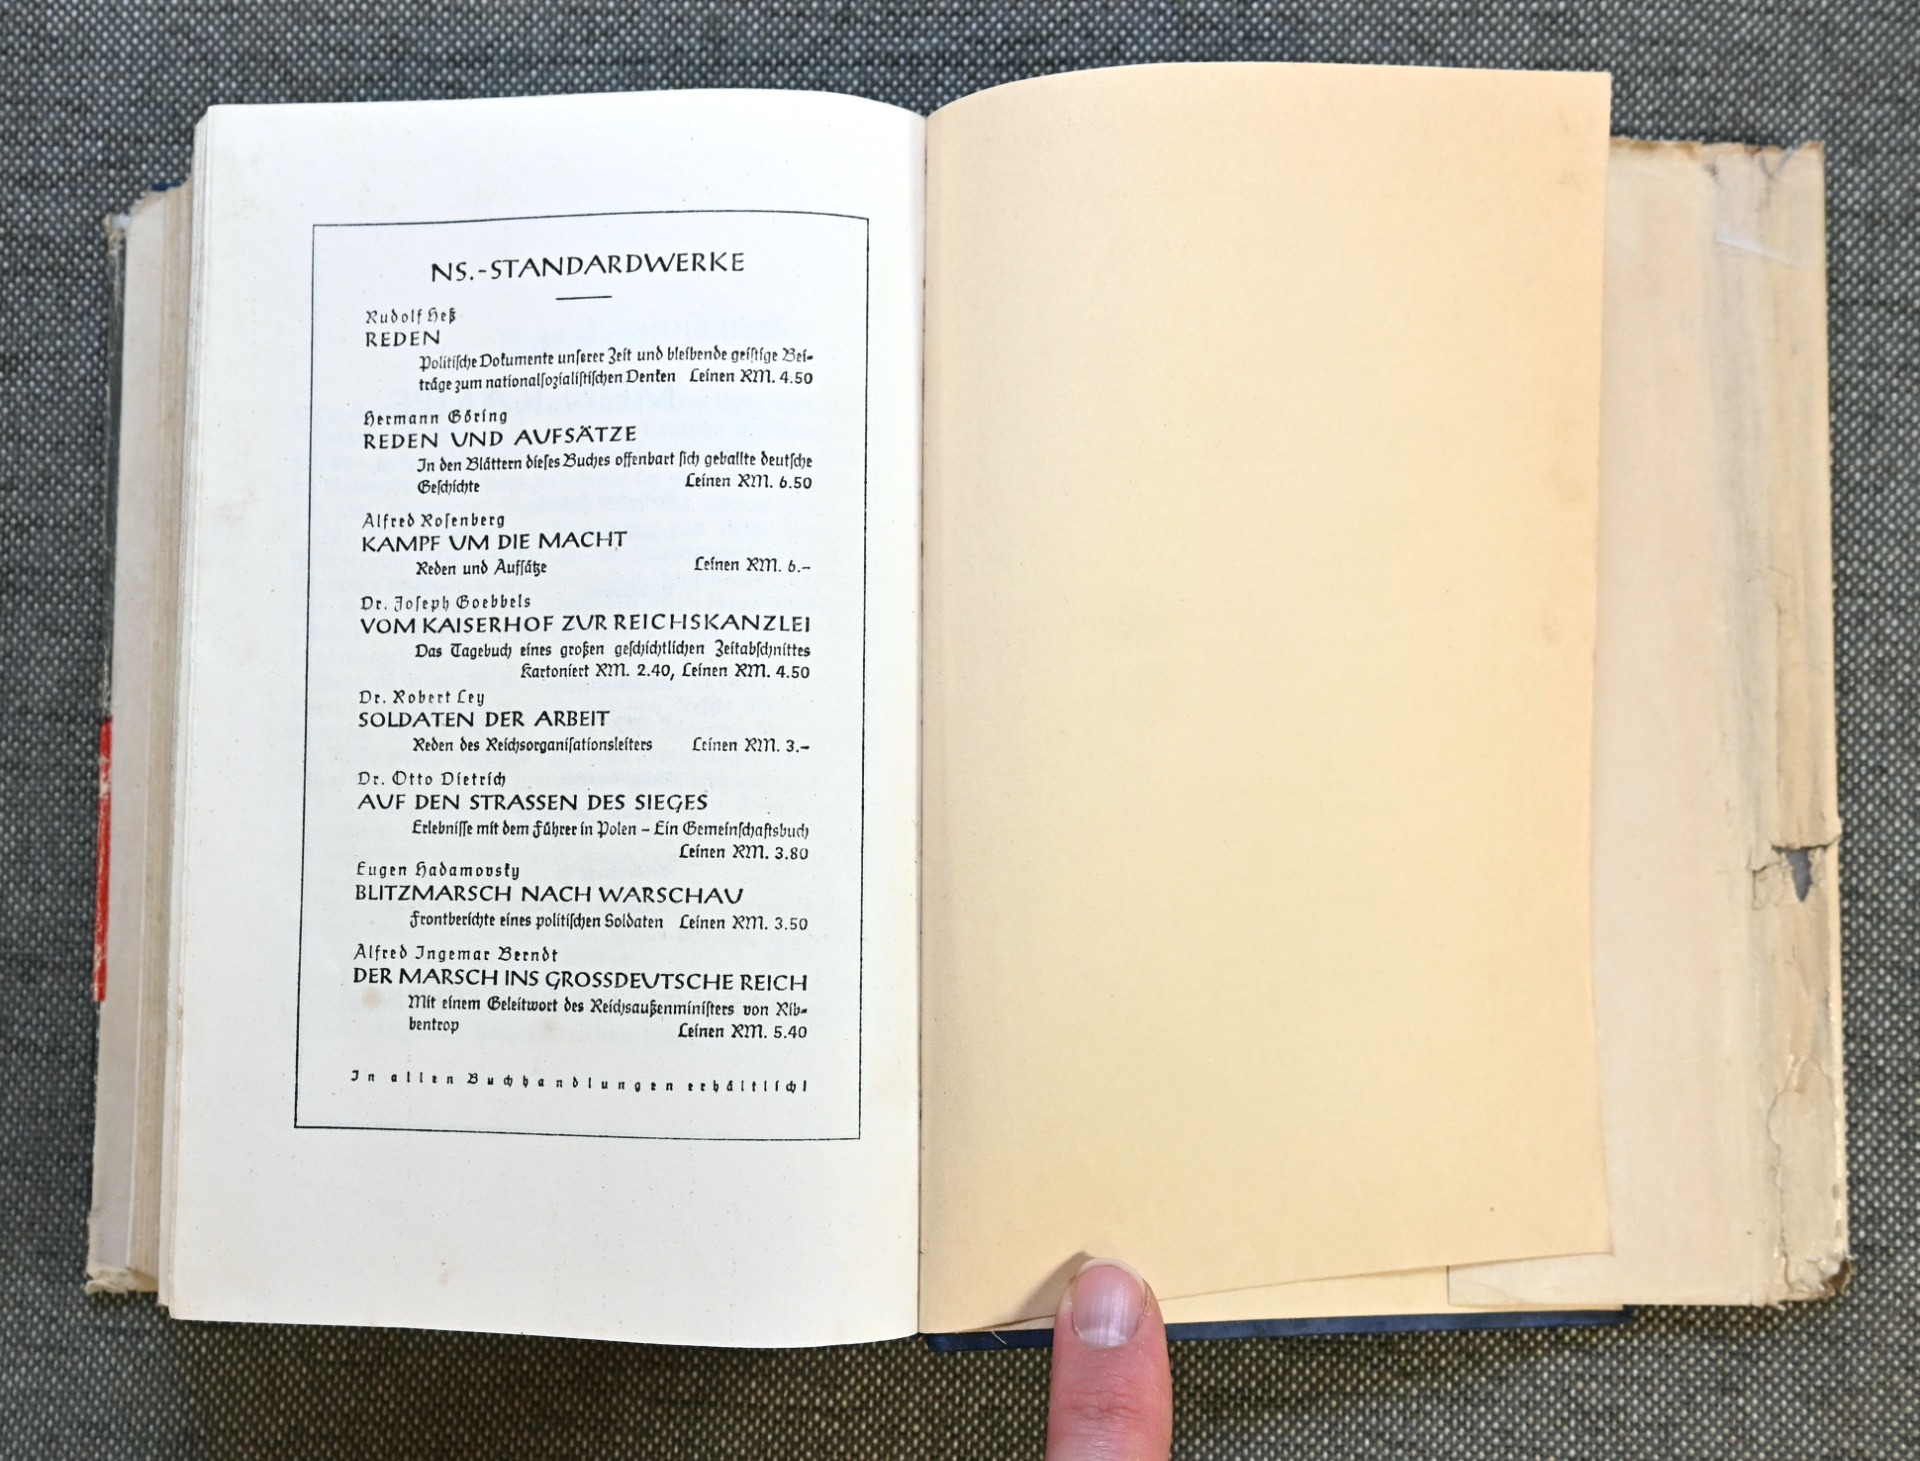 NS.-STANDARDWERKE
Rudolf Heß
REDEN
Politische Dokumente unserer Zeit und bleibende geistige Bei-
träge zum nationalsozialistischen Denken Leinen RM. 4.50
Hermann Göring
REDEN UND AUFSÄTZE
In den Blättern dieses Buches offenbart sich geballte deutsche
Geschichte Leinen RM. 6.50
Alfred Rosenberg
KAMPF UM DIE MACHT
Reden und Aufsätze Leinen RM. 6.–
Dr. Joseph Goebbels
VOM KAISERHOF ZUR REICHSKANZLEI
Das Tagebuch eines großen geschichtlichen Zeitabschnittes
Kartoniert RM. 2.40, Leinen RM. 4.50
Dr. Robert Ley
SOLDATEN DER ARBEIT
Reden des Reichsorganisationsleiters Leinen RM. 3.–
Dr. Otto Dietrich
AUF DEN STRASSEN DES SIEGES
Erlebnisse mit dem Führer in Polen – Ein Gemeinschaftsbuch
Leinen RM. 3.80
Eugen Hadamovsky
BLITZMARSCH NACH WARSCHAU
Frontberichte eines politischen Soldaten Leinen RM. 3.50
Alfred Ingemar Berndt
DER MARSCH INS GROSSDEUTSCHE REICH
Mit einem Geleitwort des Reichsaußenministers von Rib-
bentrop Leinen RM. 5.40
In allen Buchhandlungen erhältlich!